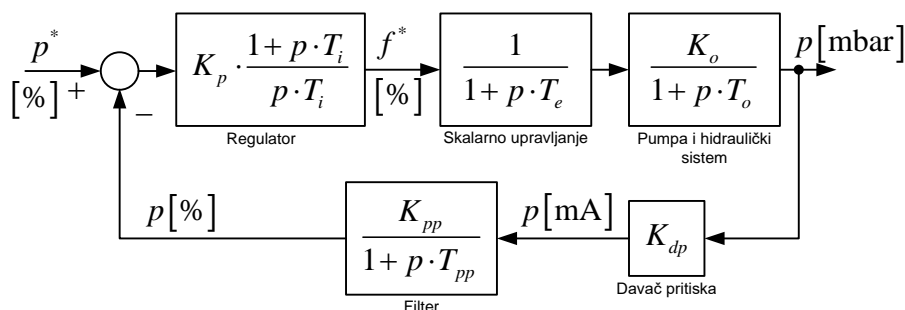 p*
[%]
+
−
K_p · (1 + p · T_i) / (p · T_i)
Regulator
f*
[%]
1 / (1 + p · T_e)
Skalarno upravljanje
K_o / (1 + p · T_o)
Pumpa i hidraulički
sistem
p[mbar]
p[%]
K_pp / (1 + p · T_pp)
Filter
p[mA]
K_dp
Davač pritiska